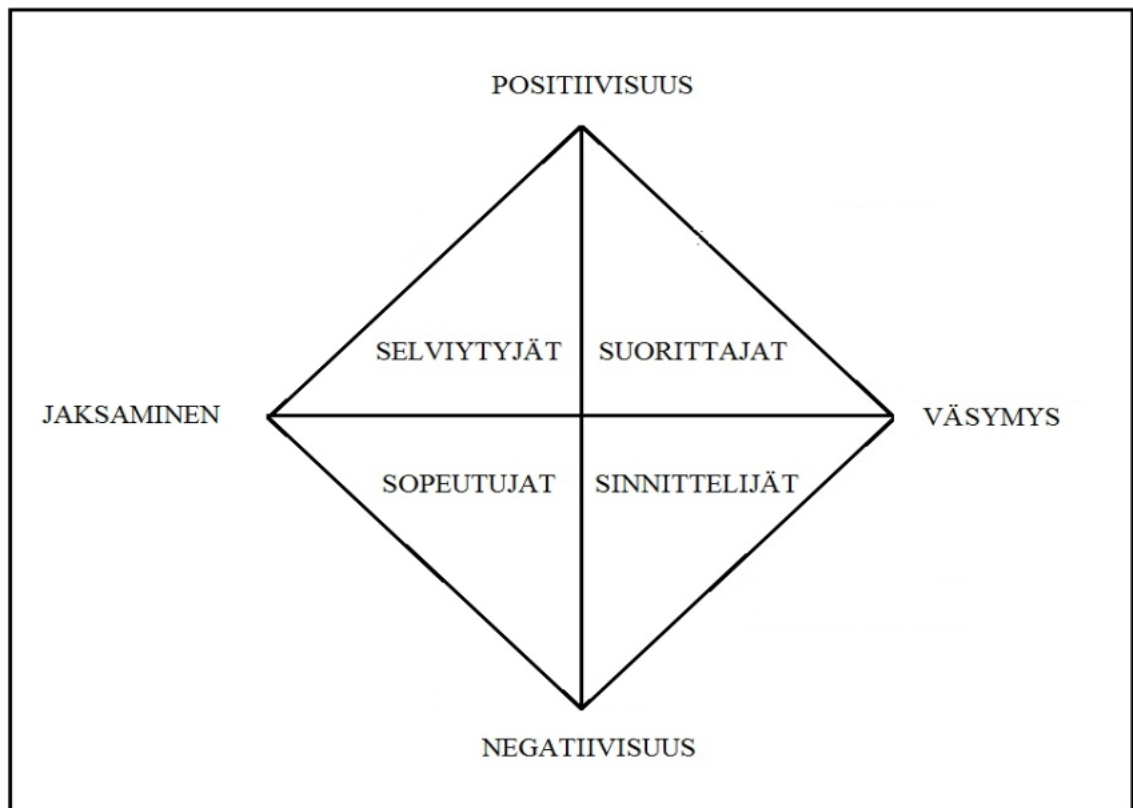 POSITIIVISUUS
SELVIYTYJÄT SUORITTAJAT
JAKSAMINEN VÄSYMYS
SOPEUTUJAT SINNITTELIJÄT
NEGATIIVISUUS